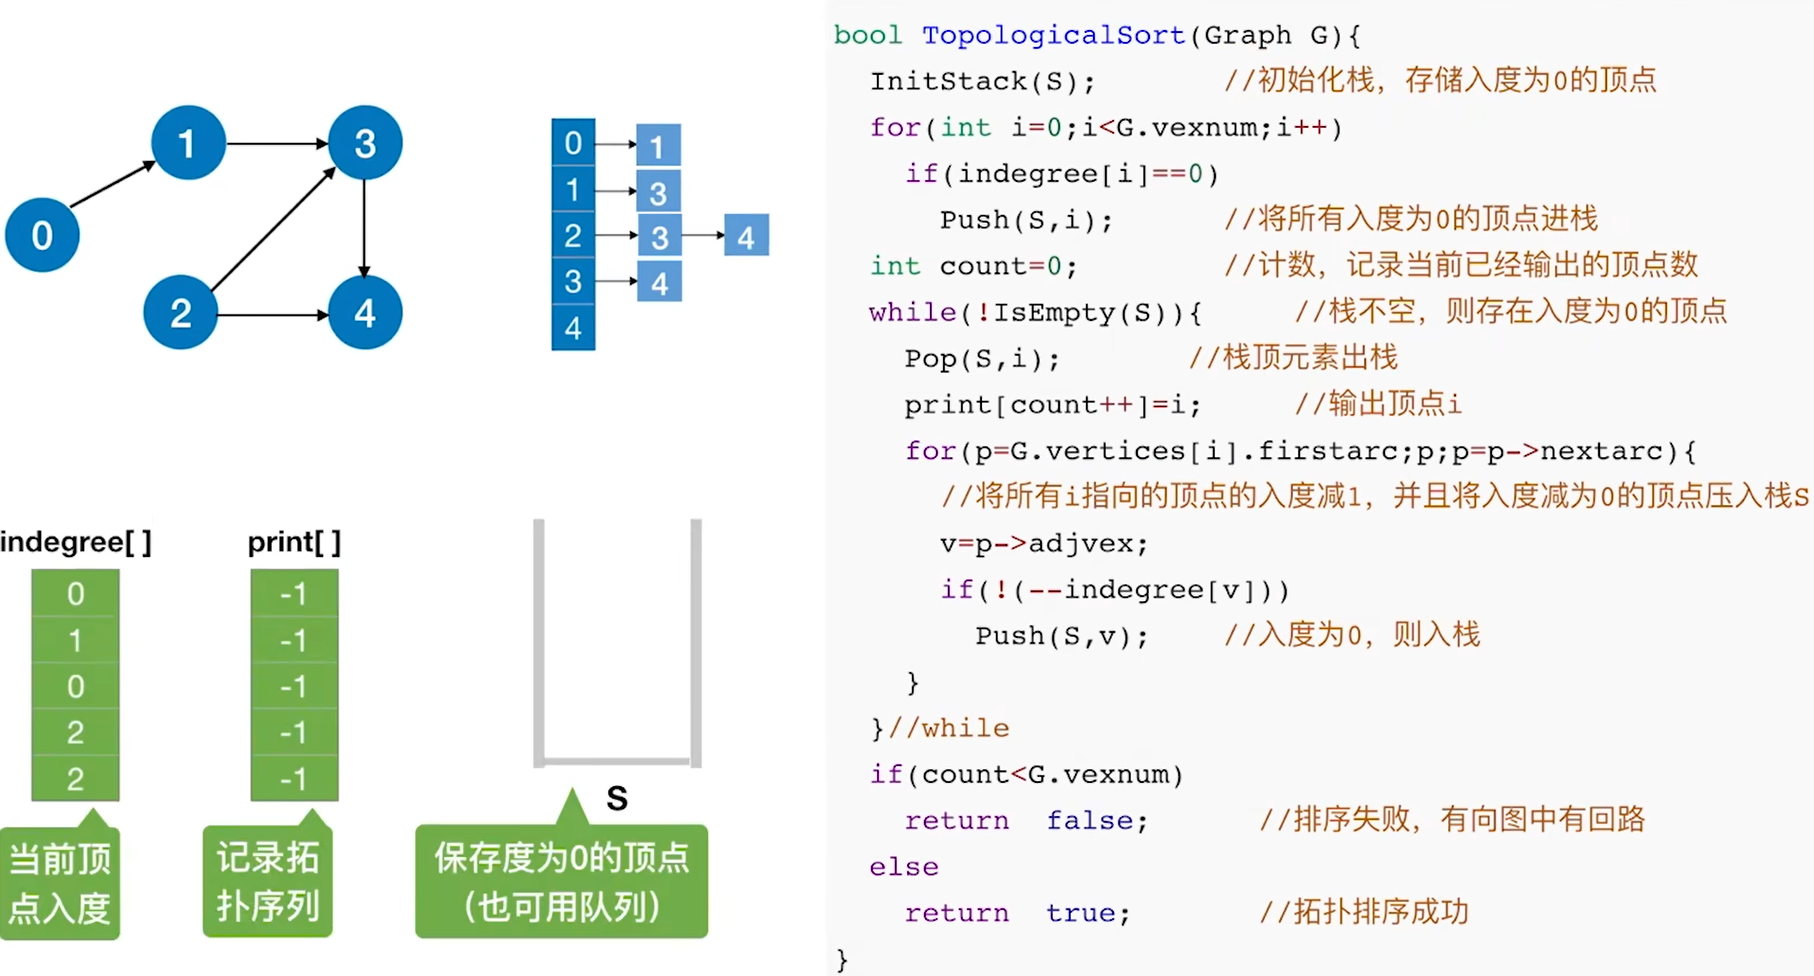 0
1
3
2
4
0 1
1 3
2 3 4
3 4
4
indegree[ ]
0
1
0
2
2
当前顶
点入度
print[ ]
-1
-1
-1
-1
-1
记录拓
扑序列
S
保存度为0的顶点
（也可用队列）
bool TopologicalSort(Graph G){
InitStack(S); //初始化栈，存储入度为0的顶点
for(int i=0;i<G.vexnum;i++)
if(indegree[i]==0)
Push(S,i); //将所有入度为0的顶点进栈
int count=0; //计数，记录当前已经输出的顶点数
while(!IsEmpty(S)){ //栈不空，则存在入度为0的顶点
Pop(S,i); //栈顶元素出栈
print[count++]=i; //输出顶点i
for(p=G.vertices[i].firstarc;p;p=p->nextarc){
//将所有i指向的顶点的入度减1，并且将入度减为0的顶点压入栈S
v=p->adjvex;
if(!(--indegree[v]))
Push(S,v); //入度为0，则入栈
}
}//while
if(count<G.vexnum)
return false; //排序失败，有向图中有回路
else
return true; //拓扑排序成功
}